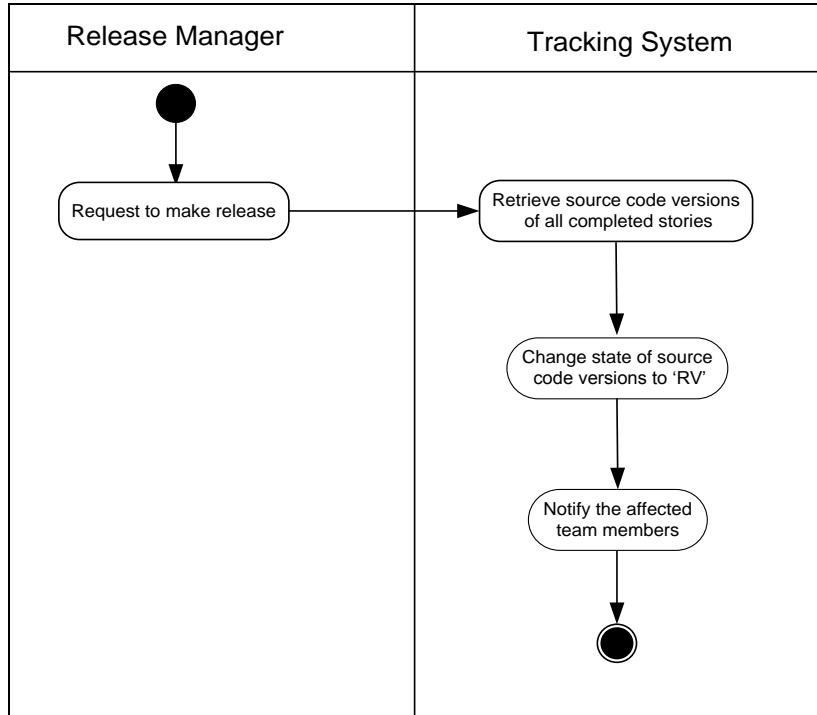 Release Manager
Tracking System
Request to make release
Retrieve source code versions
of all completed stories
Change state of source
code versions to ‘RV’
Notify the affected
team members